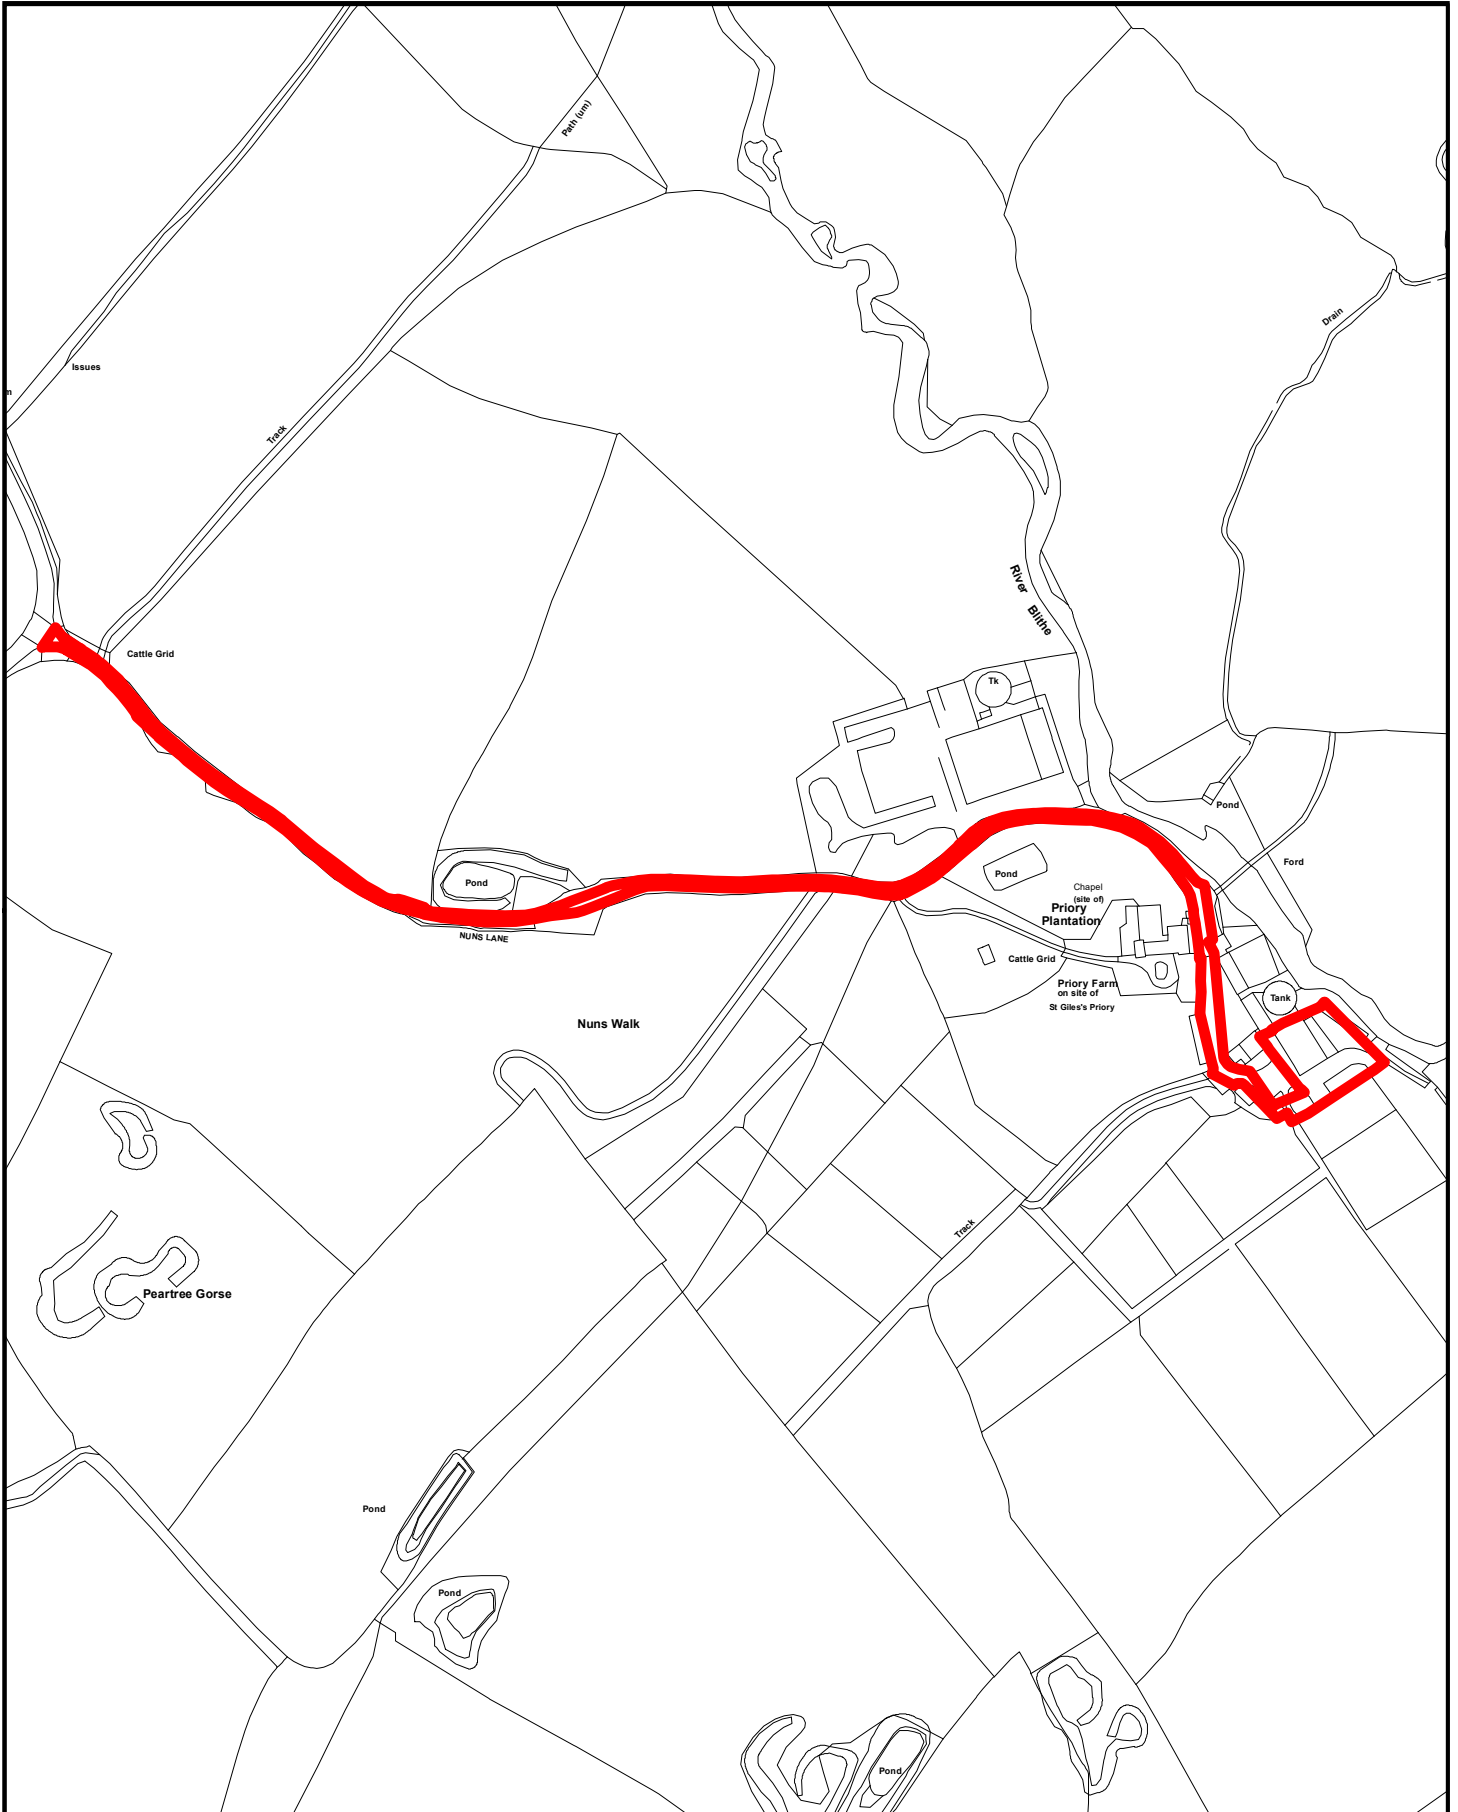 Path (um)
Drain
Issues
m
Track
River
Blithe
Cattle Grid
Tk
Pond
Ford
Pond
Pond
Chapel
(site of)
Priory
Plantation
NUNS LANE
Cattle Grid
Priory Farm
on site of
St Giles's Priory
Tank
Nuns Walk
Track
Peartree Gorse
Pond
Pond
Pond